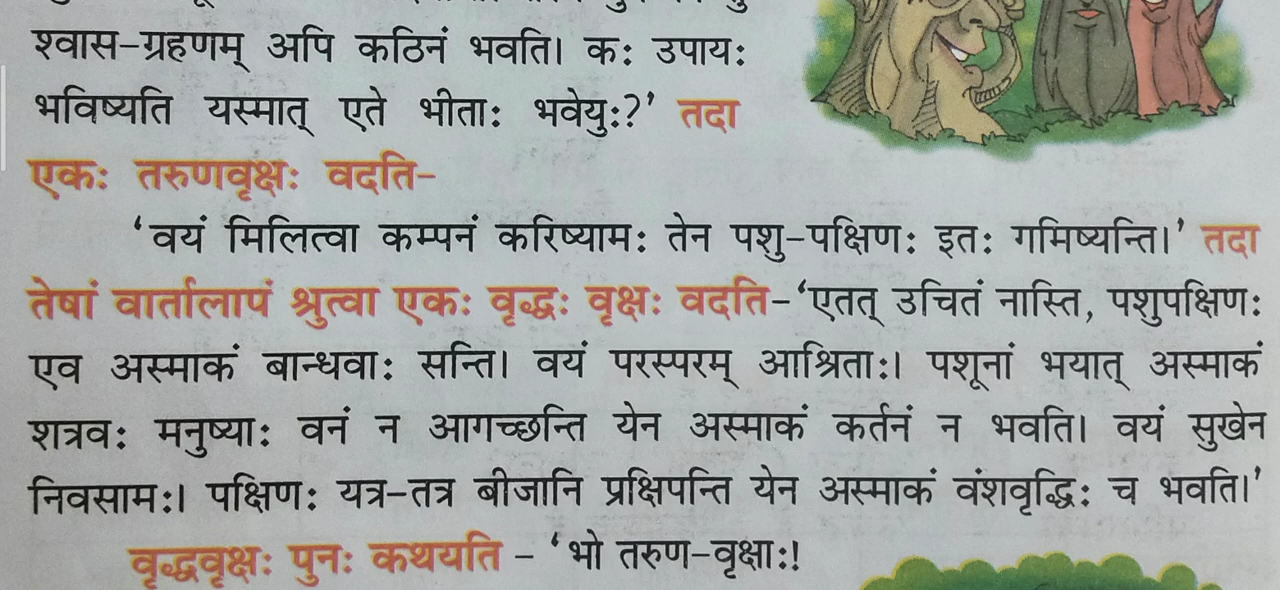 श्वास-ग्रहणम् अपि कठिनं भवति। कः उपायः
भविष्यति यस्मात् एते भीताः भवेयुः?’ तदा
एकः तरुणवृक्षः वदति-
‘वयं मिलित्वा कम्पनं करिष्यामः तेन पशु-पक्षिणः इतः गमिष्यन्ति।’ तदा
तेषां वार्तालापं श्रुत्वा एकः वृद्धः वृक्षः वदति-‘एतत् उचितं नास्ति, पशुपक्षिणः
एव अस्माकं बान्धवाः सन्ति। वयं परस्परम् आश्रिताः। पशूनां भयात् अस्माकं
शत्रवः मनुष्याः वनं न आगच्छन्ति येन अस्माकं कर्तनं न भवति। वयं सुखेन
निवसामः। पक्षिणः यत्र-तत्र बीजानि प्रक्षिपन्ति येन अस्माकं वंशवृद्धिः च भवति।’
वृद्धवृक्षः पुनः कथयति - ‘भो तरुण-वृक्षाः!